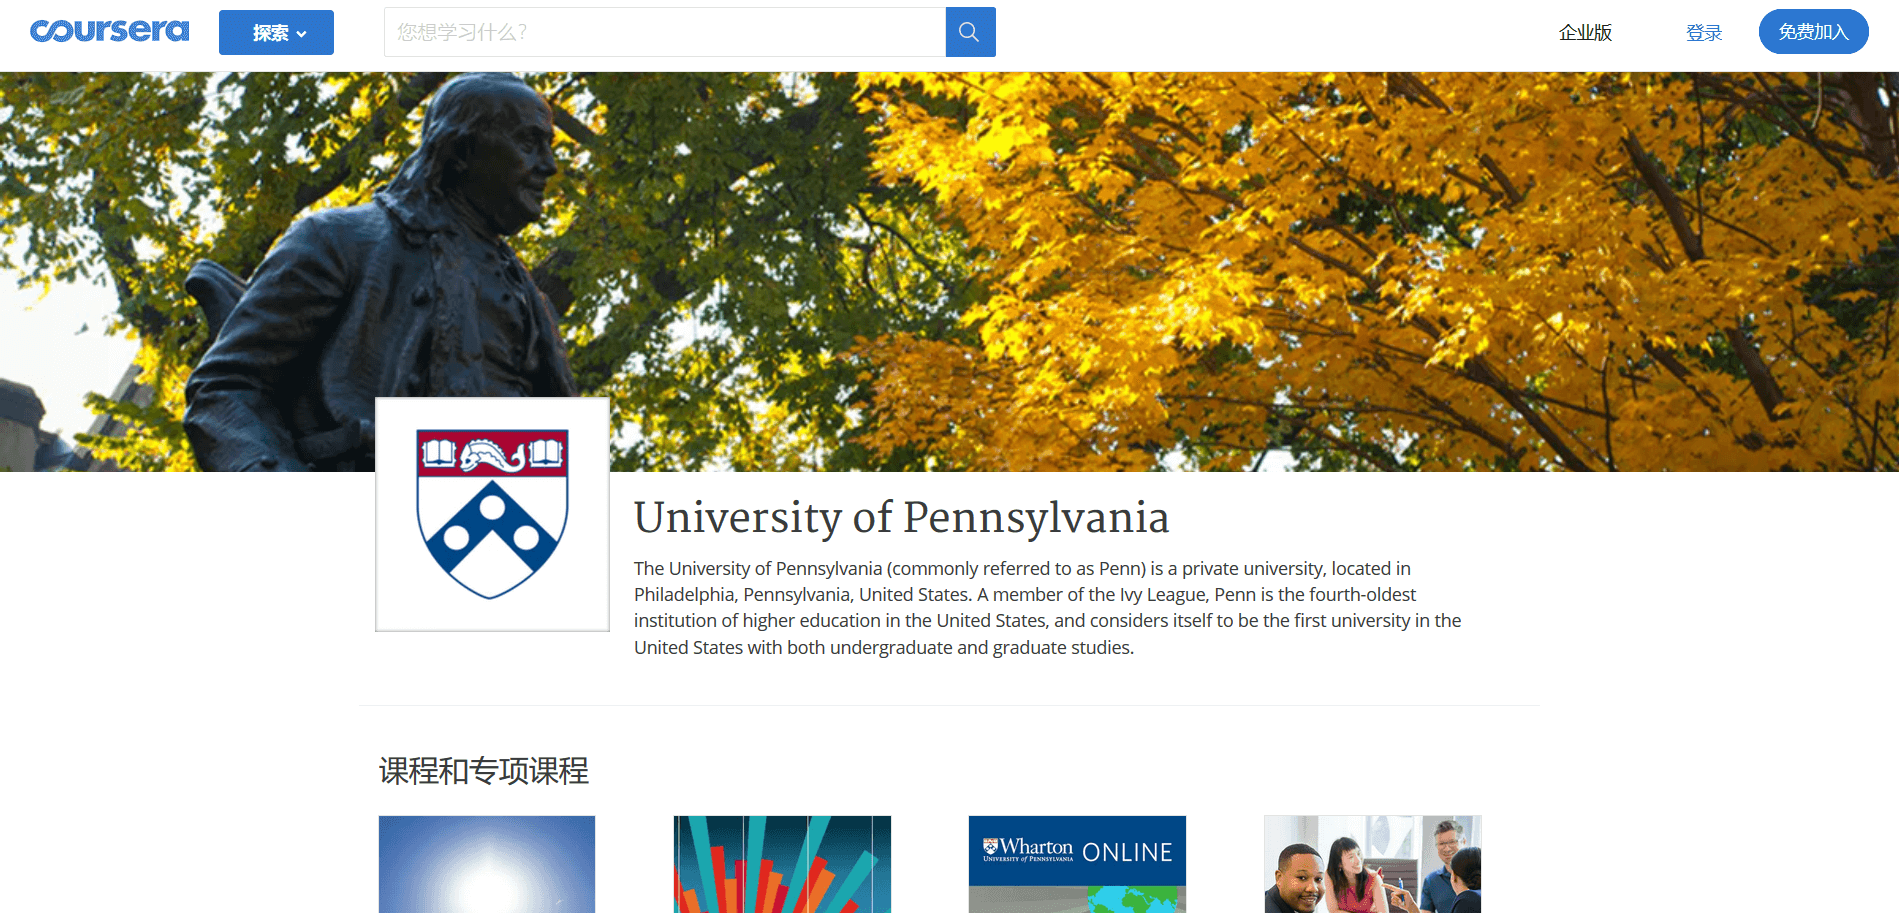 coursera
探索
您想学习什么?
企业版
登录
免费加入
University of Pennsylvania
The University of Pennsylvania (commonly referred to as Penn) is a private university, located in
Philadelphia, Pennsylvania, United States. A member of the Ivy League, Penn is the fourth-oldest
institution of higher education in the United States, and considers itself to be the first university in the
United States with both undergraduate and graduate studies.
课程和专项课程
Wharton
UNIVERSITY of PENNSYLVANIA
ONLINE